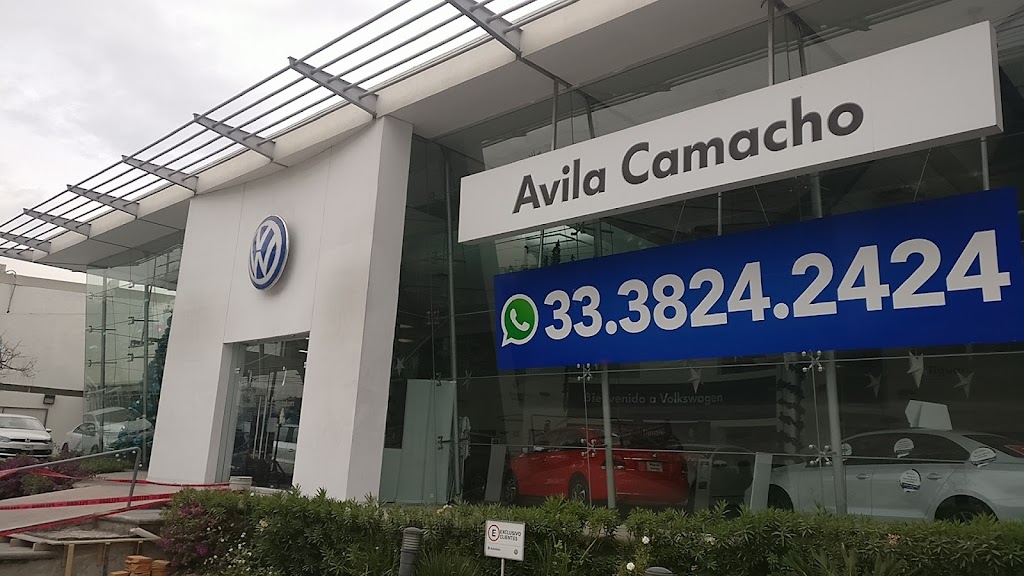 Avila Camacho
33.3824.2424
Bienvenido a Volkswagen
E EXCLUSIVO
CLIENTES